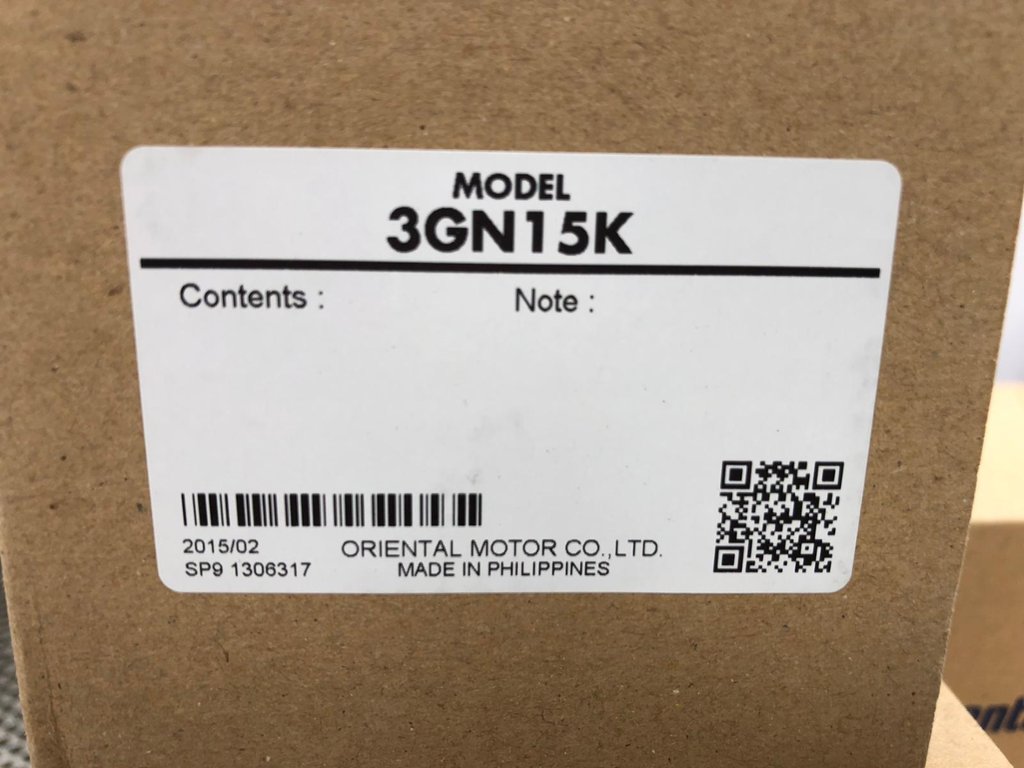 MODEL
3GN15K
Contents :
Note :
2015/02
SP9 1306317
ORIENTAL MOTOR CO.,LTD.
MADE IN PHILIPPINES